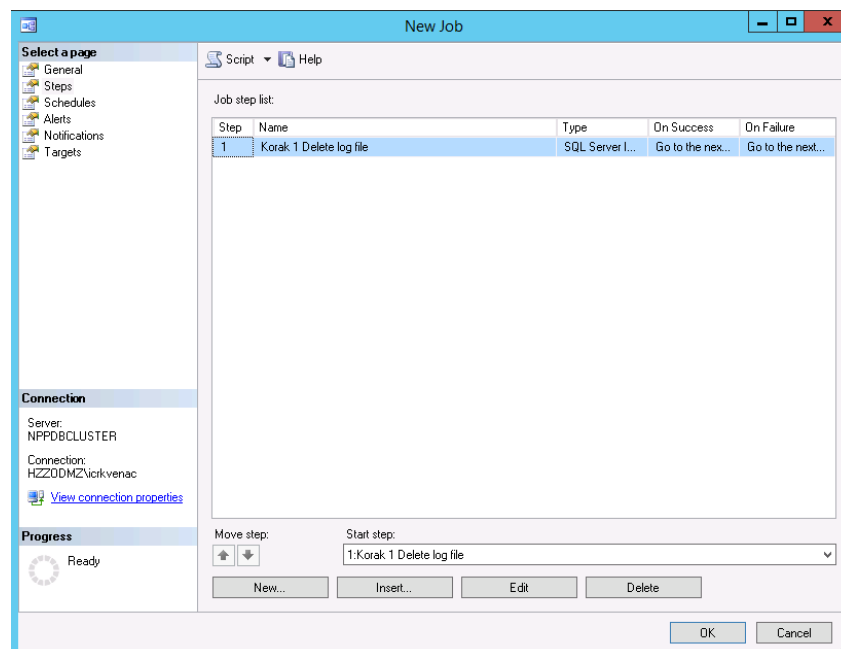 New Job
Select a page
General
Steps
Schedules
Alerts
Notifications
Targets
Script
Help
Job step list:
Step Name Type On Success On Failure
1 Korak 1 Delete log file SQL Server I... Go to the nex... Go to the next...
Connection
Server:
NPPDBCLUSTER
Connection:
HZZODMZ\icrkvenac
View connection properties
Progress
Ready
Move step: Start step:
1:Korak 1 Delete log file
New... Insert... Edit Delete
OK Cancel